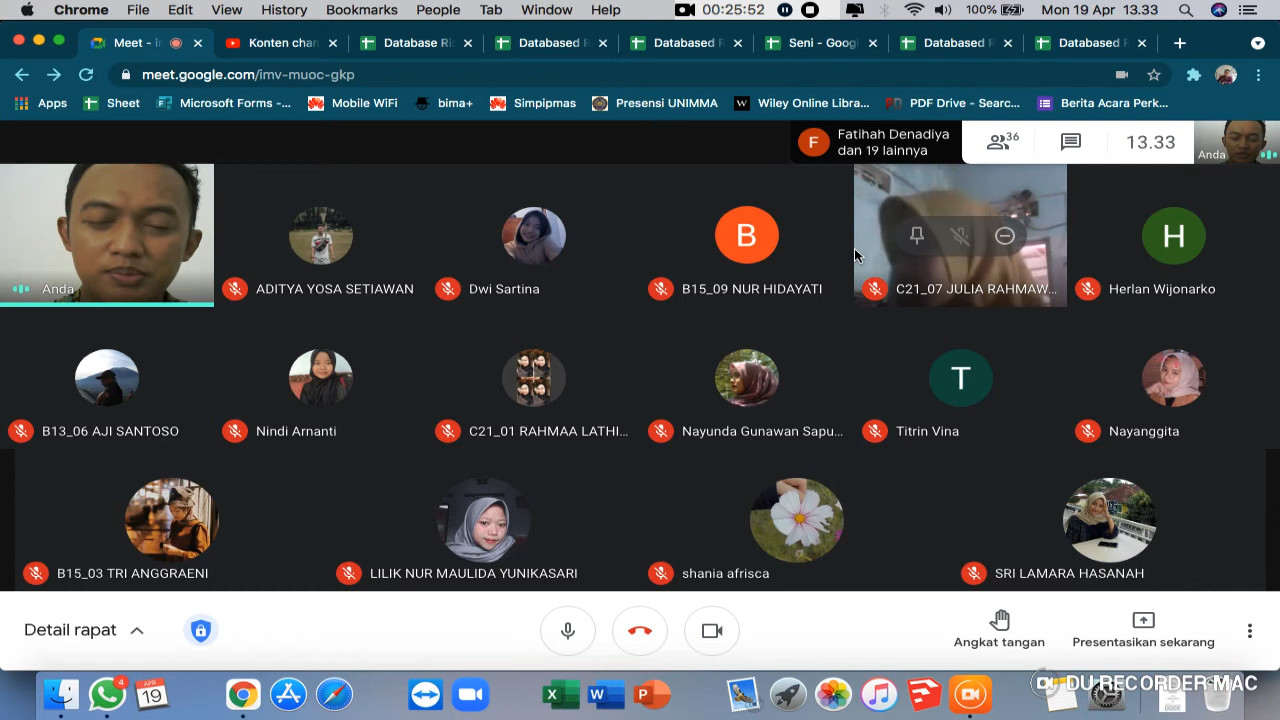 Chrome File Edit View History Bookmarks People Tab Window Help 00:25:52 100% Mon 19 Apr 13.33
Meet - i Konten chan Database Ri Databased R Databased R Seni - Googl Databased R Databased R
meet.google.com/imv-muoc-gkp
Apps Sheet Microsoft Forms -... Mobile WiFi bima+ Simpipmas Presensi UNIMMA Wiley Online Libra... PDF Drive - Searc... Berita Acara Perk...
F Fatihah Denadiya
dan 19 lainnya
36 13.33 Anda
B H
Anda ADITYA YOSA SETIAWAN Dwi Sartina B15_09 NUR HIDAYATI C21_07 JULIA RAHMAW... Herlan Wijonarko
T
B13_06 AJI SANTOSO Nindi Arnanti C21_01 RAHMAA LATHI... Nayunda Gunawan Sapu... Titrin Vina Nayanggita
B15_03 TRI ANGGRAENI LILIK NUR MAULIDA YUNIKASARI shania afrisca SRI LAMARA HASANAH
Detail rapat Angkat tangan Presentasikan sekarang
4 APR 19 X W P DU RECORDER MAC